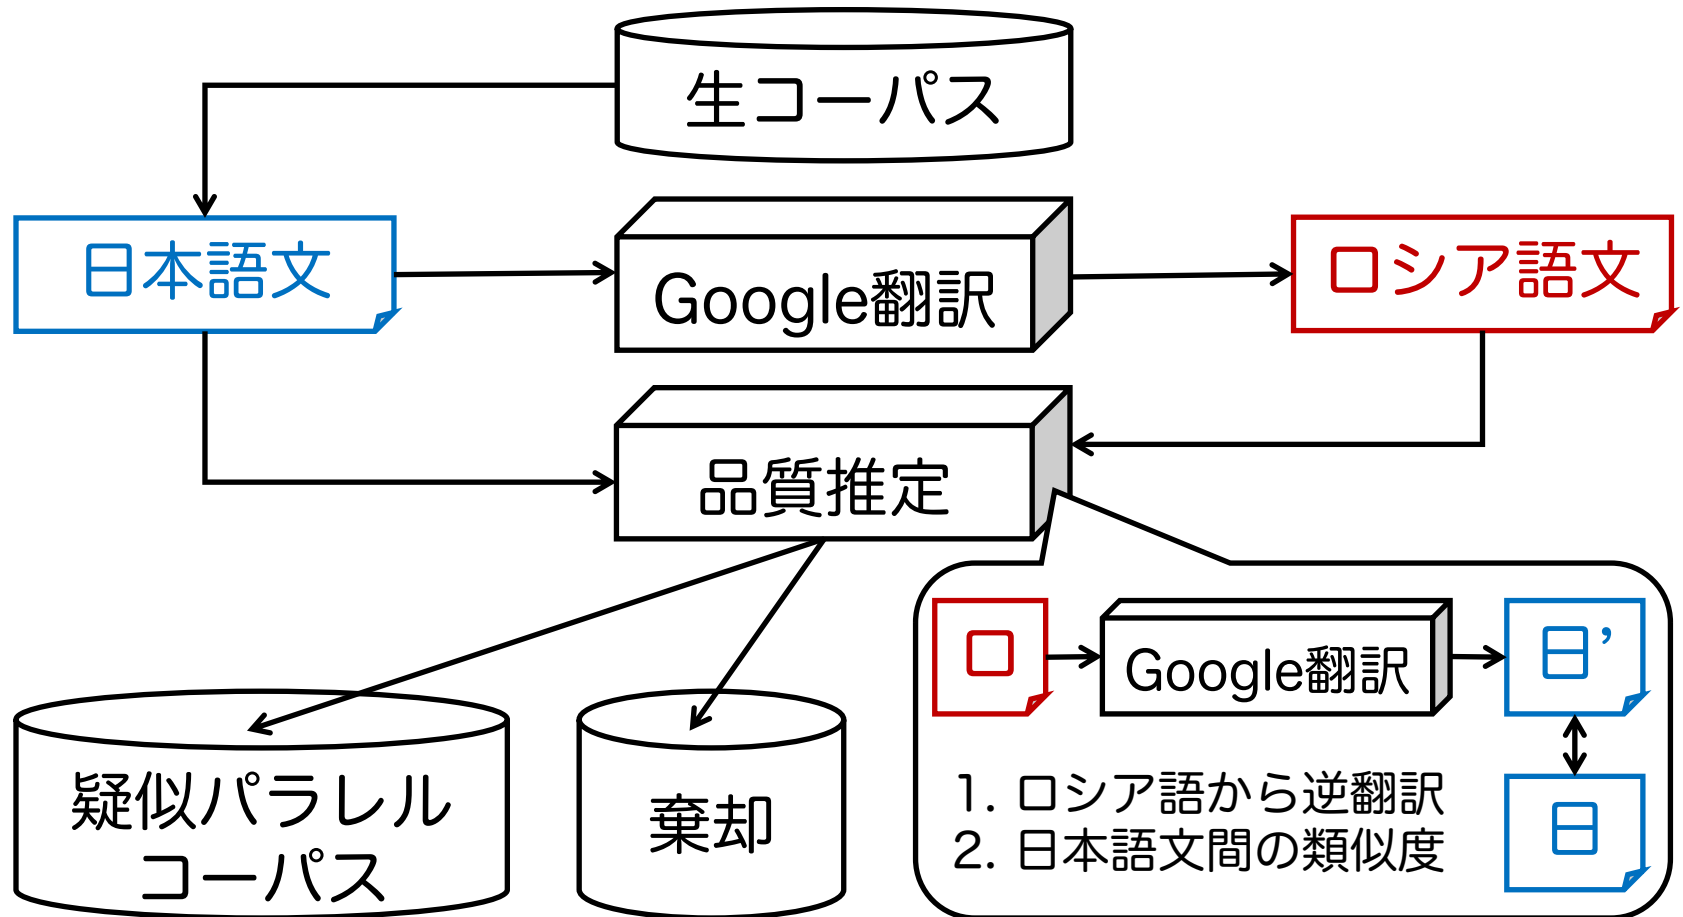 生コーパス
日本語文
Google翻訳
ロシア語文
品質推定
疑似パラレル
コーパス
棄却
ロ
Google翻訳
日’
1. ロシア語から逆翻訳
2. 日本語文間の類似度
日